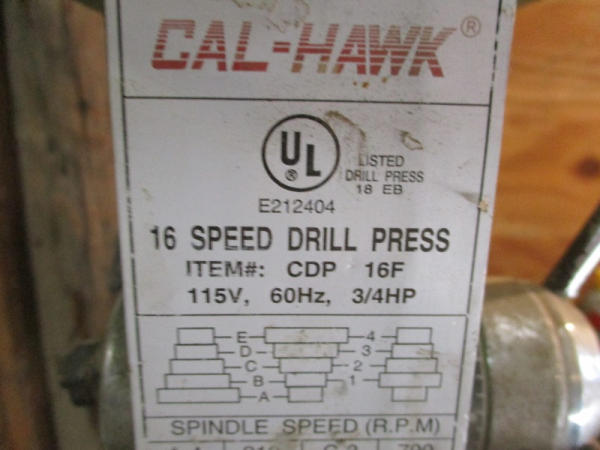 CAL-HAWK®
UL
®
LISTED
DRILL PRESS
18 EB
E212404
16 SPEED DRILL PRESS
ITEM#: CDP 16F
115V, 60Hz, 3/4HP
E 4
D 3
C 2
B 1
A
SPINDLE SPEED (R.P.M)